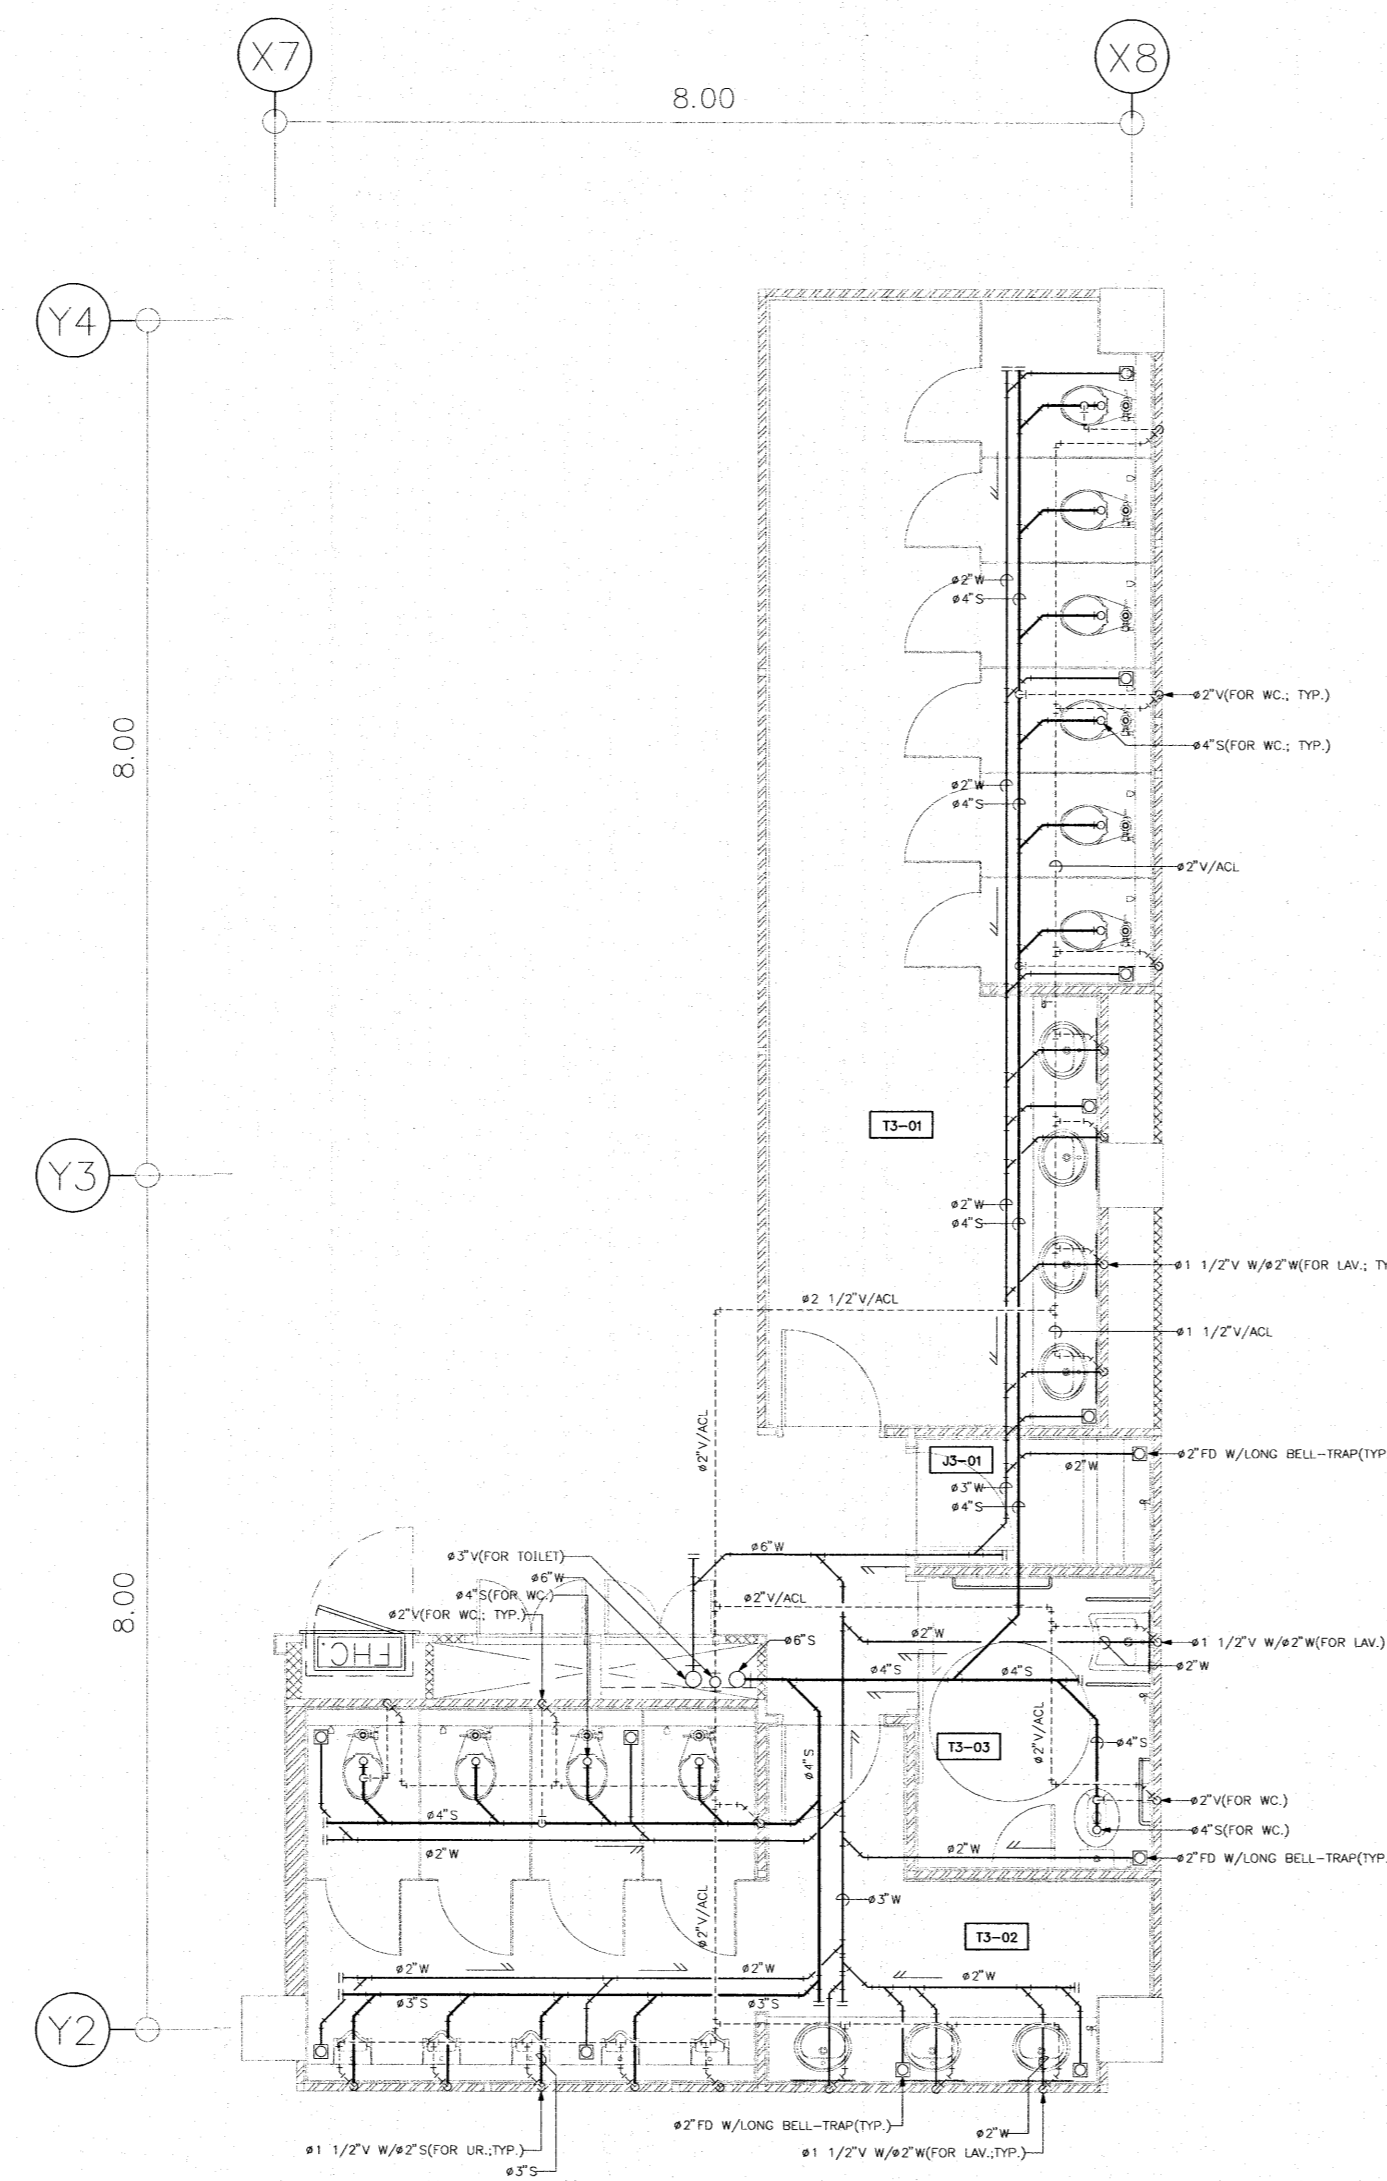 X7
X8
8.00
Y4
8.00
Y3
8.00
Y2
ø2"W
ø4"S
ø2"V(FOR WC.; TYP.)
ø4"S(FOR WC.; TYP.)
ø2"W
ø4"S
ø2"V/ACL
T3-01
ø2"W
ø4"S
ø1 1/2"V W/ø2"W(FOR LAV.; TY
ø2 1/2"V/ACL
ø1 1/2"V/ACL
ø2"V/ACL
J3-01
ø2"FD W/LONG BELL-TRAP(TYP
ø2"W
ø3"W
ø4"S
ø3"V(FOR TOILET)
ø6"W
ø6"W
ø4"S(FOR WC.)
ø2"V(FOR WC.; TYP.)
ø2"V/ACL
FHC.
ø6"S
ø2"W
ø1 1/2"V W/ø2"W(FOR LAV.)
ø2"W
ø4"S
ø4"S
ø2"V/ACL
T3-03
ø4"S
ø4"S
ø2"V(FOR WC.)
ø4"S
ø4"S(FOR WC.)
ø2"W
ø2"W
ø2"FD W/LONG BELL-TRAP(TYP.
ø3"W
ø2"V/ACL
T3-02
ø2"W
ø2"W
ø2"W
ø3"S
ø3"S
ø2"FD W/LONG BELL-TRAP(TYP.)
ø2"W
ø1 1/2"V W/ø2"S(FOR UR.;TYP.)
ø1 1/2"V W/ø2"W(FOR LAV.;TYP.)
ø3"S